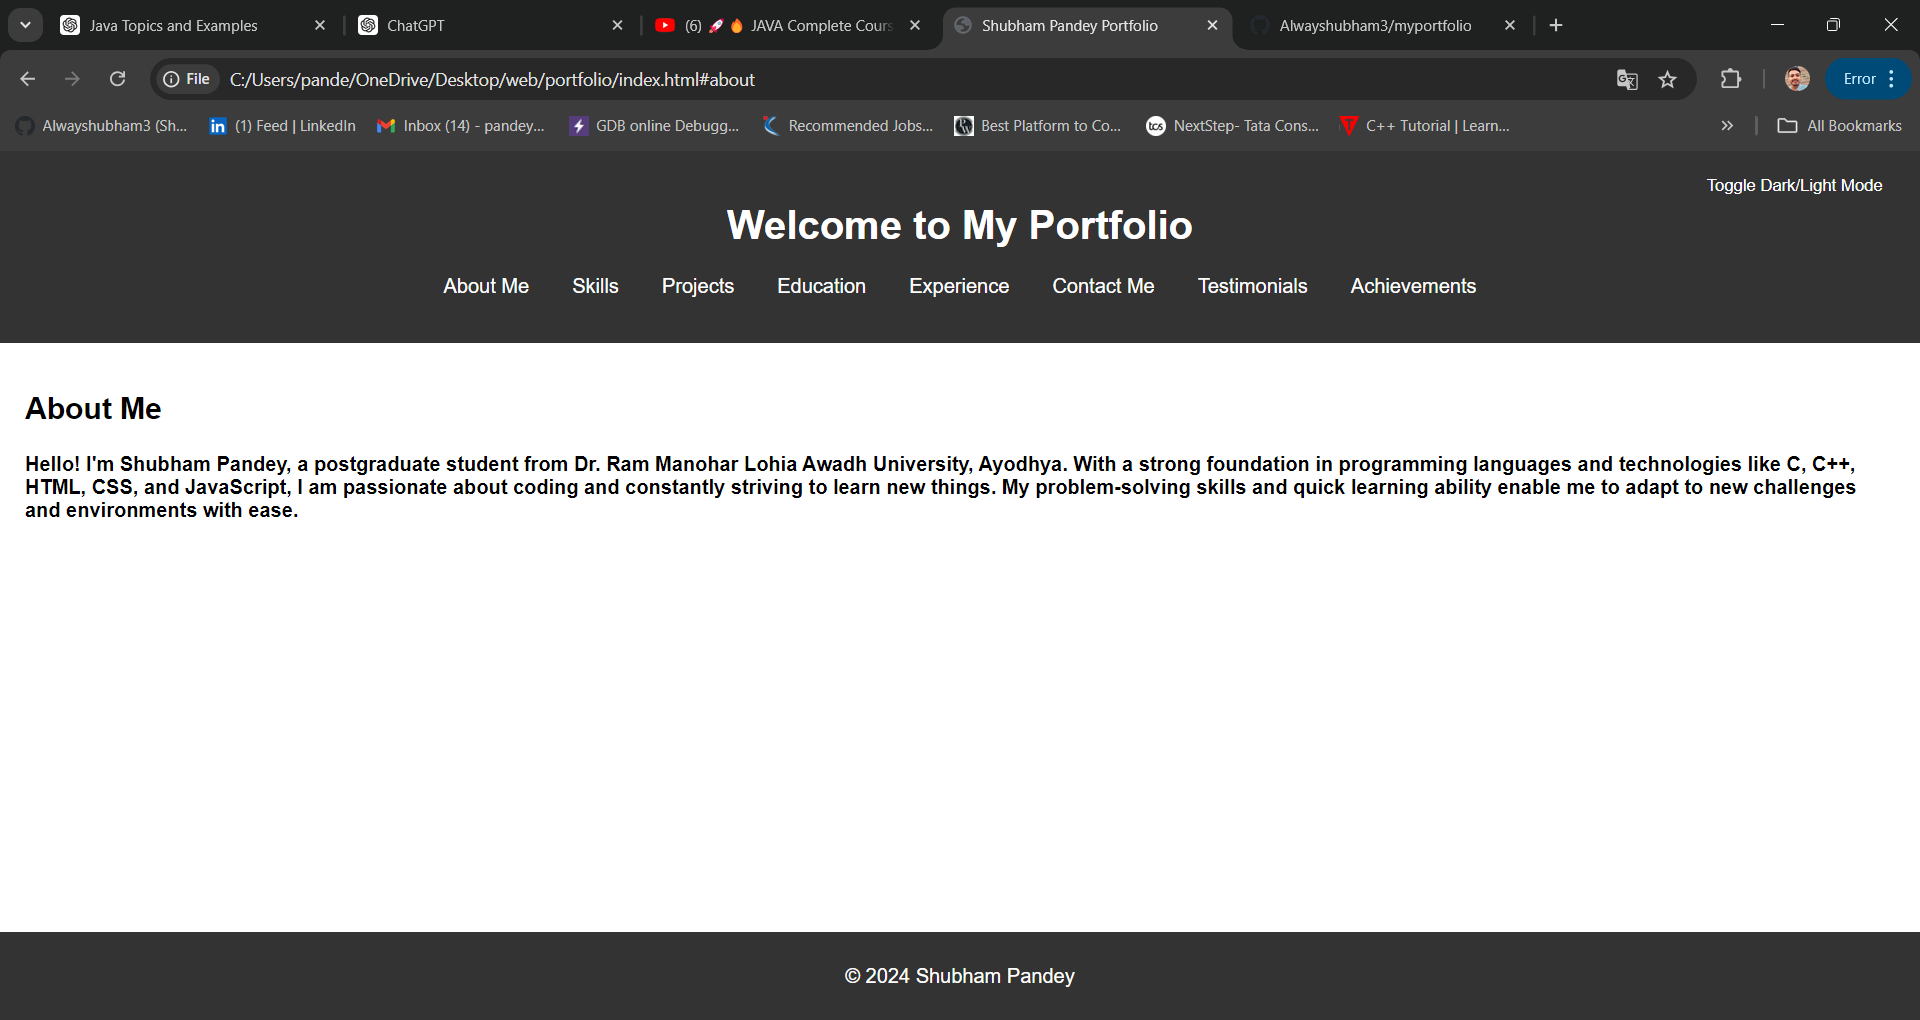 Java Topics and Examples
ChatGPT
(6) 🚀🔥 JAVA Complete Cours
Shubham Pandey Portfolio
Alwayshubham3/myportfolio
File
C:/Users/pande/OneDrive/Desktop/web/portfolio/index.html#about
Error
Alwayshubham3 (Sh...
in
(1) Feed | LinkedIn
Inbox (14) - pandey...
GDB online Debugg...
Recommended Jobs...
Best Platform to Co...
tcs
NextStep- Tata Cons...
T
C++ Tutorial | Learn...
All Bookmarks
Toggle Dark/Light Mode
Welcome to My Portfolio
About Me
Skills
Projects
Education
Experience
Contact Me
Testimonials
Achievements
About Me
Hello! I'm Shubham Pandey, a postgraduate student from Dr. Ram Manohar Lohia Awadh University, Ayodhya. With a strong foundation in programming languages and technologies like C, C++,
HTML, CSS, and JavaScript, I am passionate about coding and constantly striving to learn new things. My problem-solving skills and quick learning ability enable me to adapt to new challenges
and environments with ease.
© 2024 Shubham Pandey